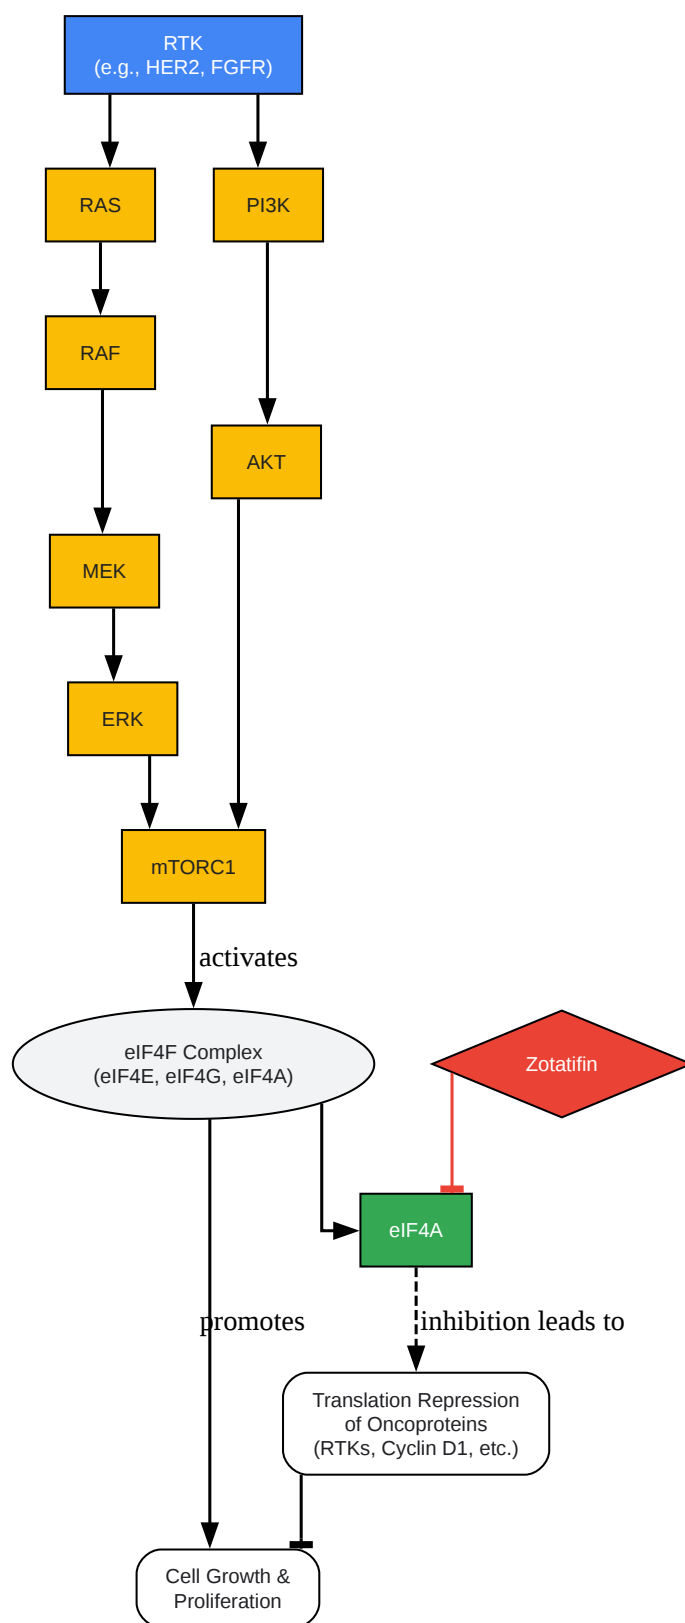 RTK
(e.g., HER2, FGFR)
RAS
PI3K
RAF
AKT
MEK
ERK
mTORC1
activates
eIF4F Complex
(eIF4E, eIF4G, eIF4A)
Zotatifin
eIF4A
promotes
inhibition leads to
Translation Repression
of Oncoproteins
(RTKs, Cyclin D1, etc.)
Cell Growth &
Proliferation